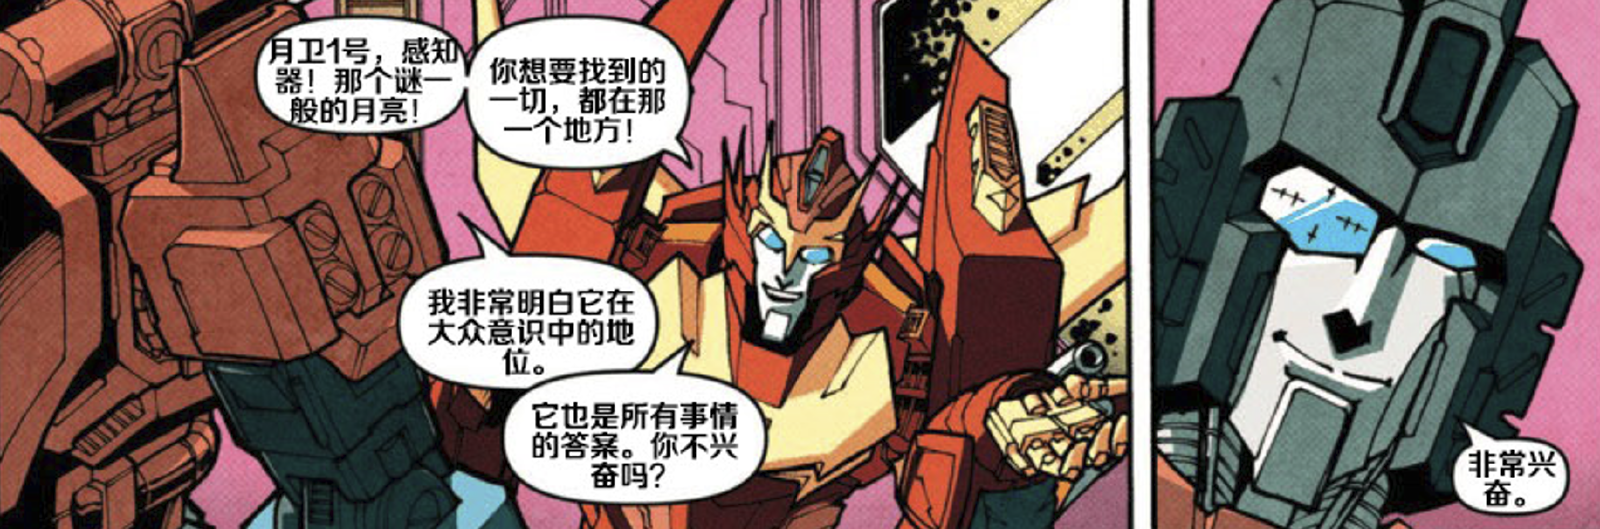 月卫1号，感知
器！那个谜一
般的月亮！
你想要找到的
一切，都在那
一个地方！
我非常明白它在
大众意识中的地
位。
它也是所有事情
的答案。你不兴
奋吗？
非常兴
奋。